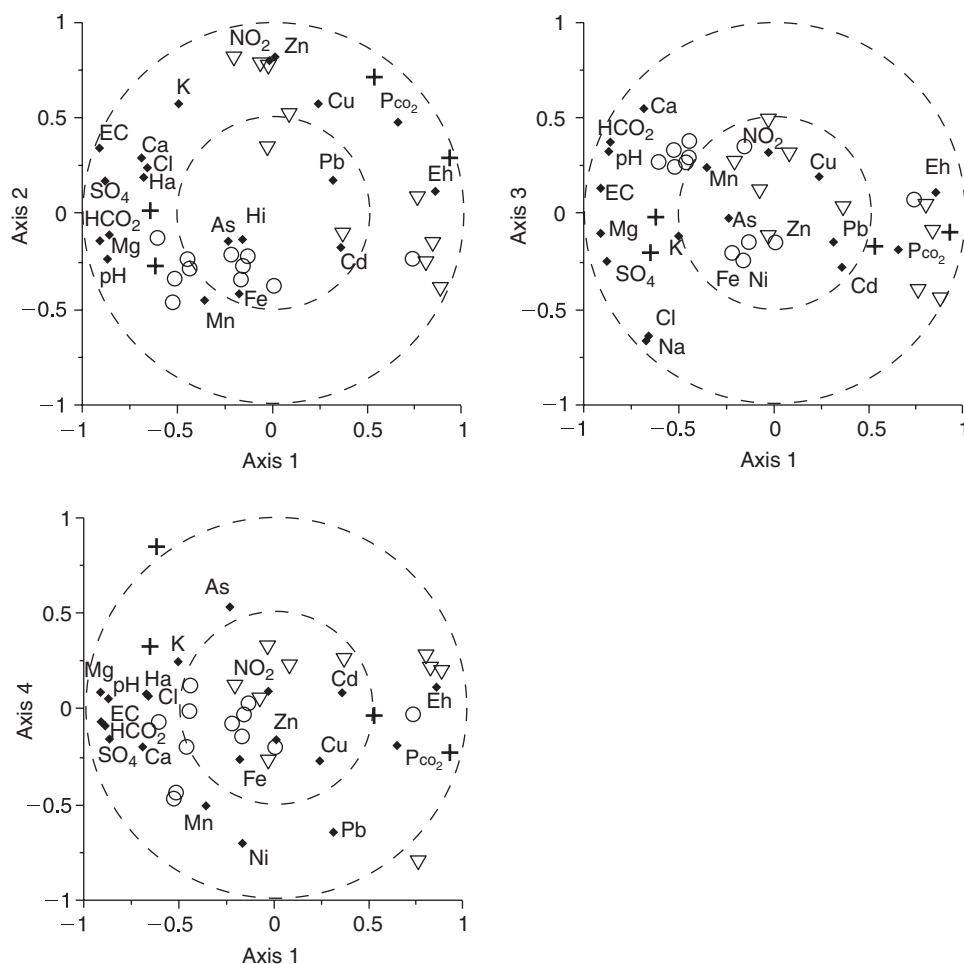 1
0.5
0
−0.5
−1
−1
−0.5
0
0.5
1
Axis 2
Axis 1
NO2
Zn
K
Cu
Pco2
EC
Ca
Cl
Ha
Pb
Eh
SO4
HCO2
As
Hi
Mg
pH
Cd
Fe
Mn
1
0.5
0
−0.5
−1
−1
−0.5
0
0.5
1
Axis 3
Axis 1
Ca
HCO2
NO2
pH
Mn
Cu
Eh
EC
As
Mg
K
Zn
Pb
Pco2
SO4
Fe
Ni
Cd
Cl
Na
1
0.5
0
−0.5
−1
−1
−0.5
0
0.5
1
Axis 4
Axis 1
As
K
Mg
pH
Ha
Cl
NO2
Cd
Eh
EC
HCO2
Zn
SO4
Ca
Fe
Cu
Pco2
Mn
Pb
Ni